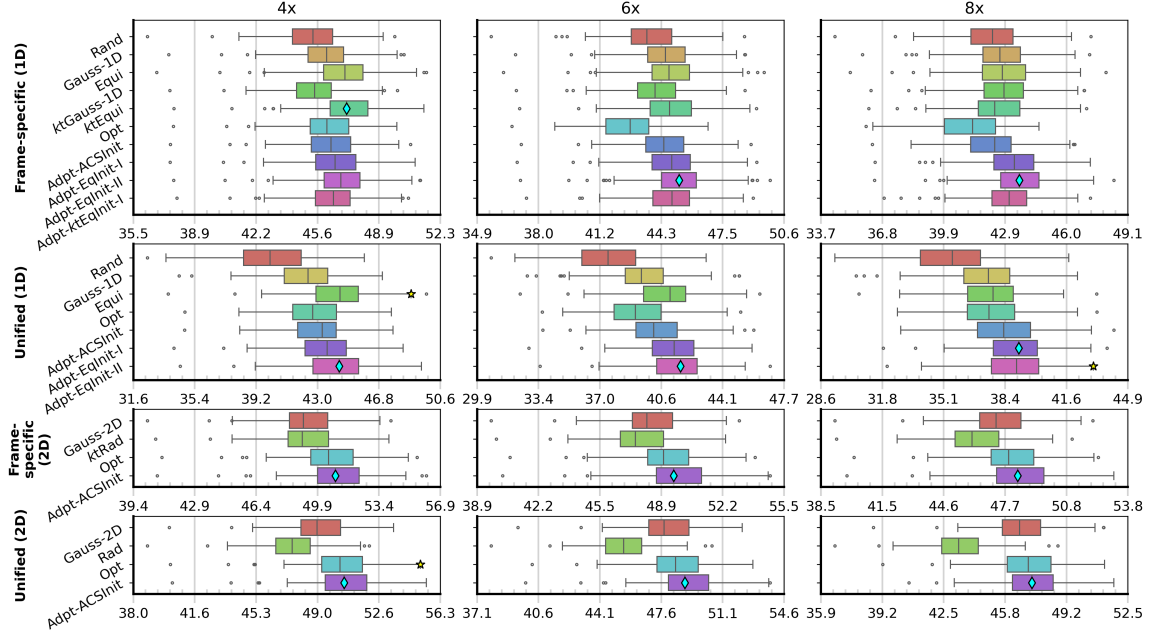 4x 6x 8x
Frame-specific (1D)
Rand
Gauss-1D
Equi
ktGauss-1D
ktEqui
Opt
Adpt-ACSInit
Adpt-EqInit-I
Adpt-EqInit-II
Adpt-ktEqInit-I
35.5 38.9 42.2 45.6 48.9 52.3 34.9 38.0 41.2 44.3 47.5 50.6 33.7 36.8 39.9 42.9 46.0 49.1
Unified (1D)
Rand
Gauss-1D
Equi
Opt
Adpt-ACSInit
Adpt-EqInit-I
Adpt-EqInit-II
31.6 35.4 39.2 43.0 46.8 50.6 29.9 33.4 37.0 40.6 44.1 47.7 28.6 31.8 35.1 38.4 41.6 44.9
Frame-
specific
(2D)
Gauss-2D
ktRad
Opt
Adpt-ACSInit
39.4 42.9 46.4 49.9 53.4 56.9 38.9 42.2 45.5 48.9 52.2 55.5 38.5 41.5 44.6 47.7 50.8 53.8
Unified (2D)
Gauss-2D
Rad
Opt
Adpt-ACSInit
38.0 41.6 45.3 49.0 52.6 56.3 37.1 40.6 44.1 47.6 51.1 54.6 35.9 39.2 42.5 45.8 49.2 52.5